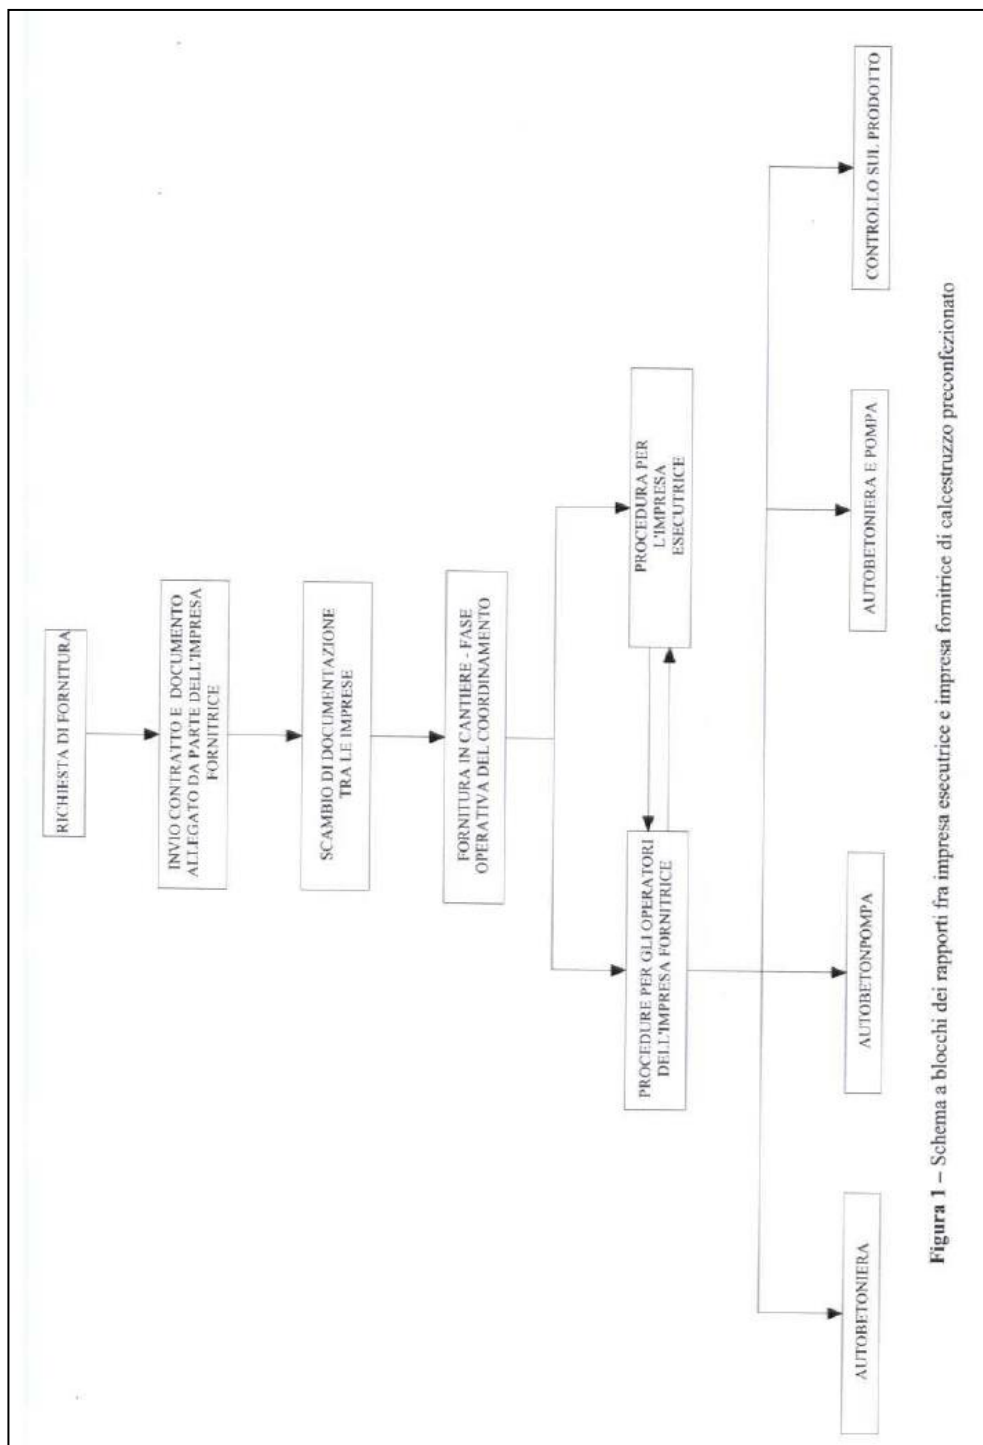 RICHIESTA DI FORNITURA
INVIO CONTRATTO E DOCUMENTO
ALLEGATO DA PARTE DELL'IMPRESA
FORNITRICE
SCAMBIO DI DOCUMENTAZIONE
TRA LE IMPRESE
FORNITURA IN CANTIERE - FASE
OPERATIVA DEL COORDINAMENTO
PROCEDURE PER GLI OPERATORI
DELL'IMPRESA FORNITRICE
PROCEDURA PER
L'IMPRESA
ESECUTRICE
AUTOBETONIERA
AUTOBETONPOMPA
AUTOBETONIERA E POMPA
CONTROLLO SUL PRODOTTO
Figura 1 – Schema a blocchi dei rapporti fra impresa esecutrice e impresa fornitrice di calcestruzzo preconfezionato